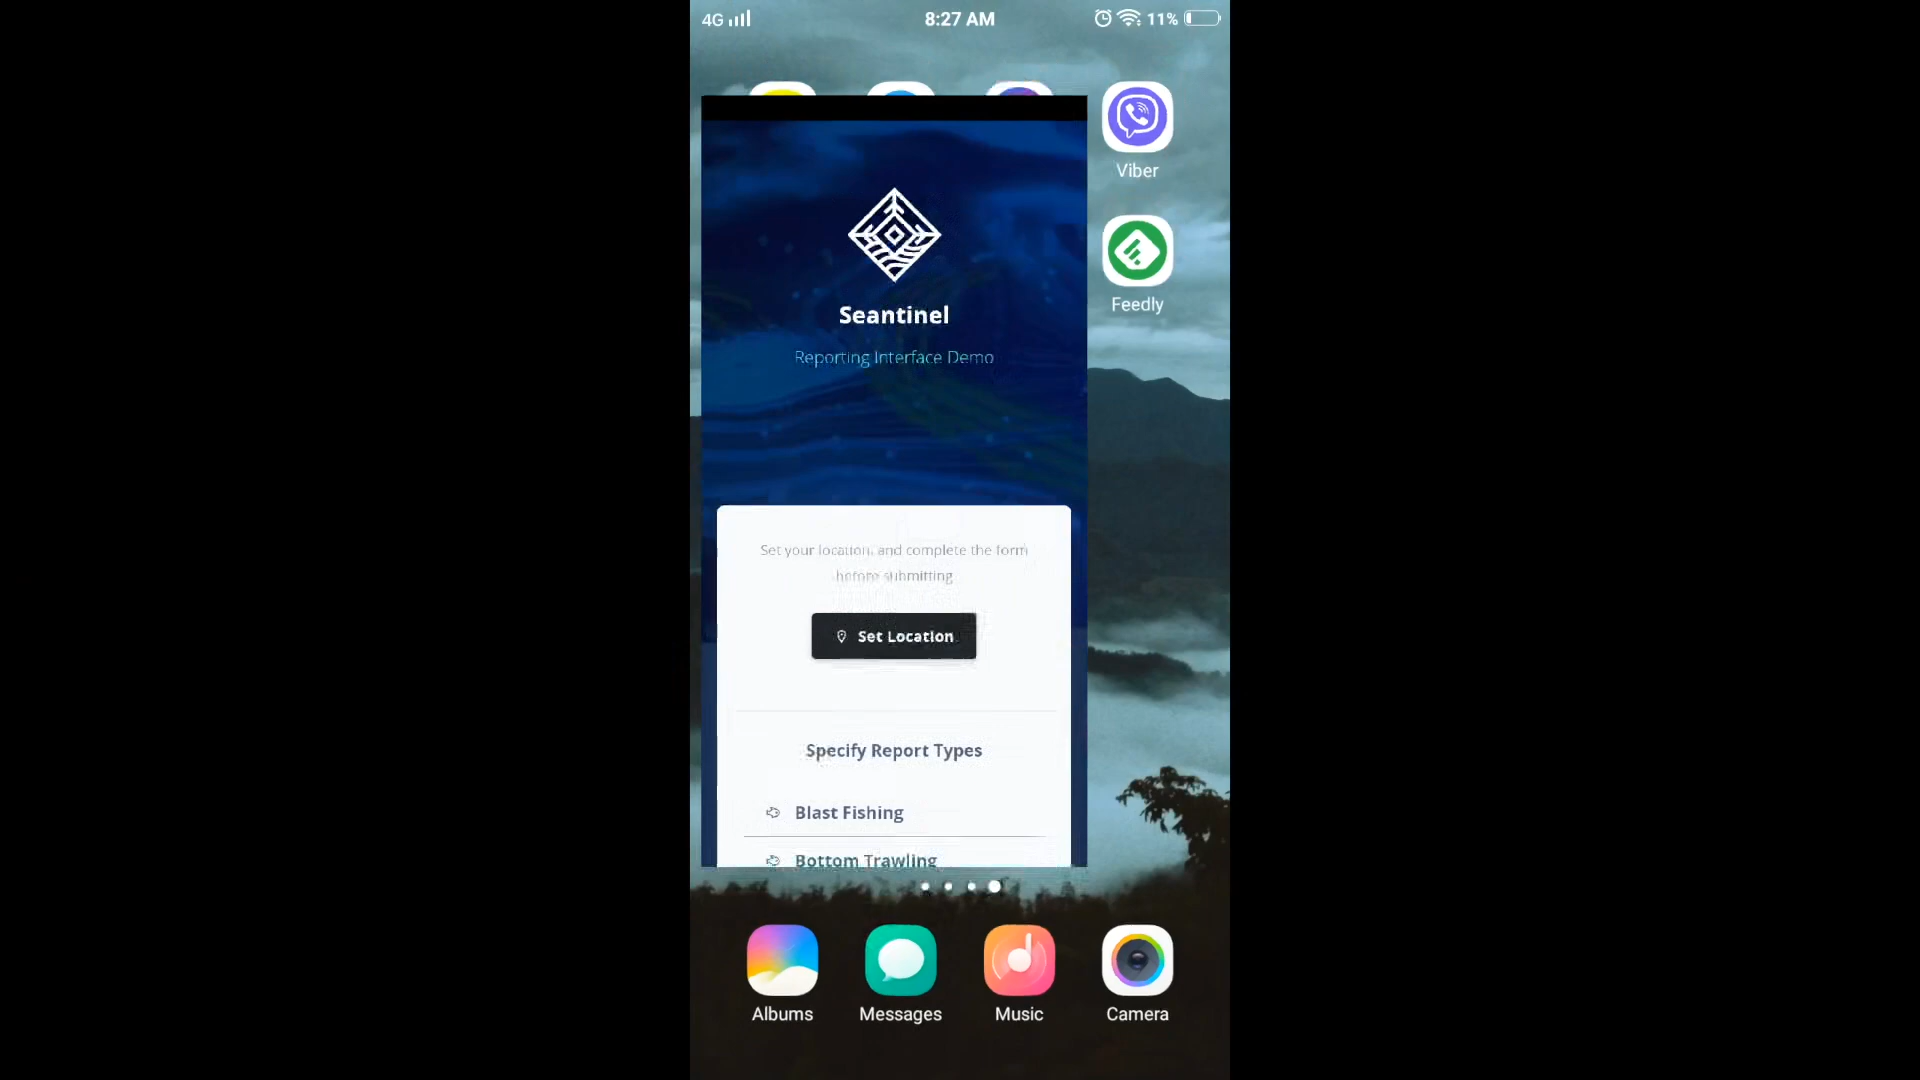 4G
8:27 AM
11%
Viber
Feedly
Seantinel
Reporting Interface Demo
Set your location, and complete the form
before submitting
Set Location
Specify Report Types
Blast Fishing
Bottom Trawling
Albums
Messages
Music
Camera